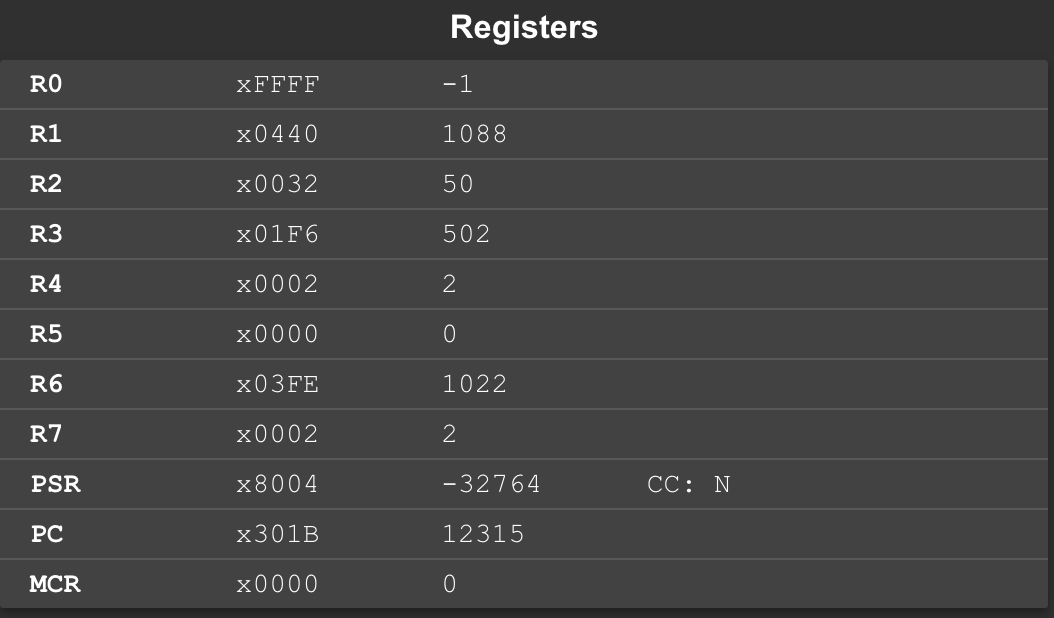 Registers
R0 xFFFF -1
R1 x0440 1088
R2 x0032 50
R3 x01F6 502
R4 x0002 2
R5 x0000 0
R6 x03FE 1022
R7 x0002 2
PSR x8004 -32764 CC: N
PC x301B 12315
MCR x0000 0